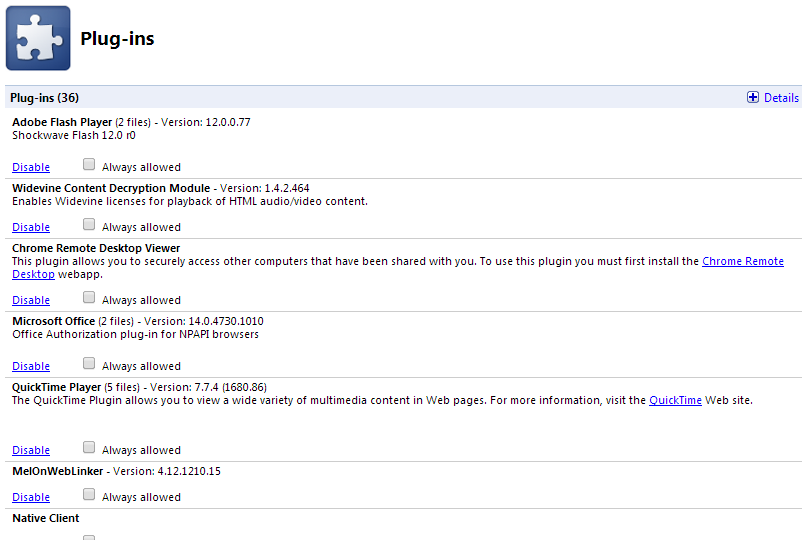 Plug-ins
Plug-ins (36) Details
Adobe Flash Player (2 files) - Version: 12.0.0.77
Shockwave Flash 12.0 r0
Disable Always allowed
Widevine Content Decryption Module - Version: 1.4.2.464
Enables Widevine licenses for playback of HTML audio/video content.
Disable Always allowed
Chrome Remote Desktop Viewer
This plugin allows you to securely access other computers that have been shared with you. To use this plugin you must first install the Chrome Remote
Desktop webapp.
Disable Always allowed
Microsoft Office (2 files) - Version: 14.0.4730.1010
Office Authorization plug-in for NPAPI browsers
Disable Always allowed
QuickTime Player (5 files) - Version: 7.7.4 (1680.86)
The QuickTime Plugin allows you to view a wide variety of multimedia content in Web pages. For more information, visit the QuickTime Web site.
Disable Always allowed
MelOnWebLinker - Version: 4.12.1210.15
Disable Always allowed
Native Client